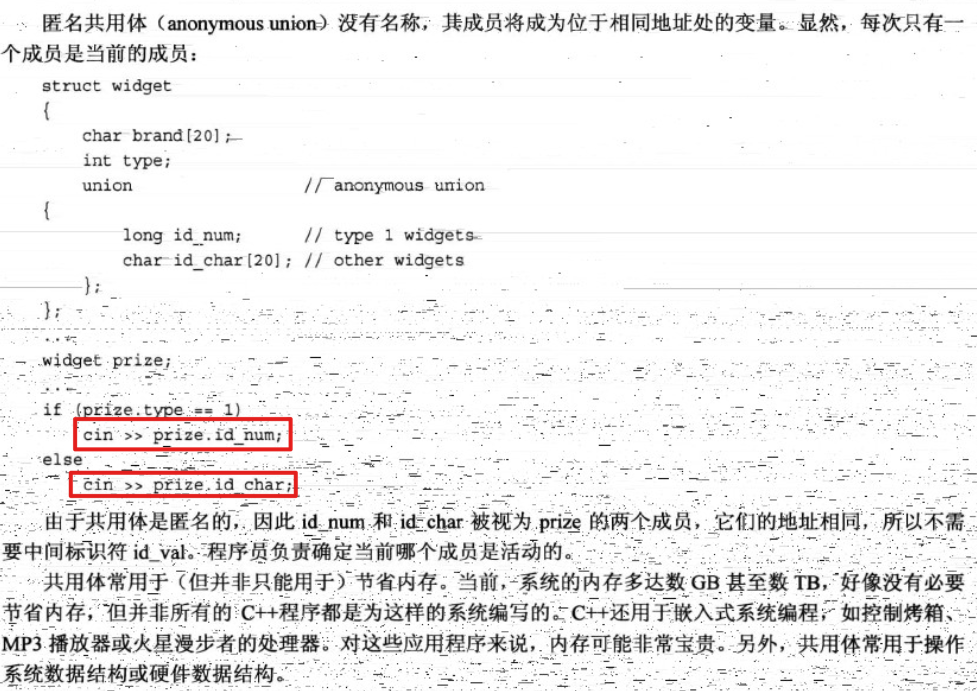 匿名共用体（anonymous union）没有名称，其成员将成为位于相同地址处的变量。显然，每次只有一
个成员是当前的成员：
struct widget
{
    char brand[20];
    int type;
    union                 // anonymous union
{
        long id_num;      // type 1 widgets
        char id_char[20]; // other widgets
    };
};
...
widget prize;
...
if (prize.type == 1)
    cin >> prize.id_num;
else
    cin >> prize.id_char;
由于共用体是匿名的，因此 id_num 和 id_char 被视为 prize 的两个成员，它们的地址相同，所以不需
要中间标识符 id_val。程序员负责确定当前哪个成员是活动的。
共用体常用于（但并非只能用于）节省内存。当前，系统的内存多达数 GB 甚至数 TB，好像没有必要
节省内存，但并非所有的 C++程序都是为这样的系统编写的。C++还用于嵌入式系统编程，如控制烤箱、
MP3 播放器或火星漫步者的处理器。对这些应用程序来说，内存可能非常宝贵。另外，共用体常用于操作
系统数据结构或硬件数据结构。